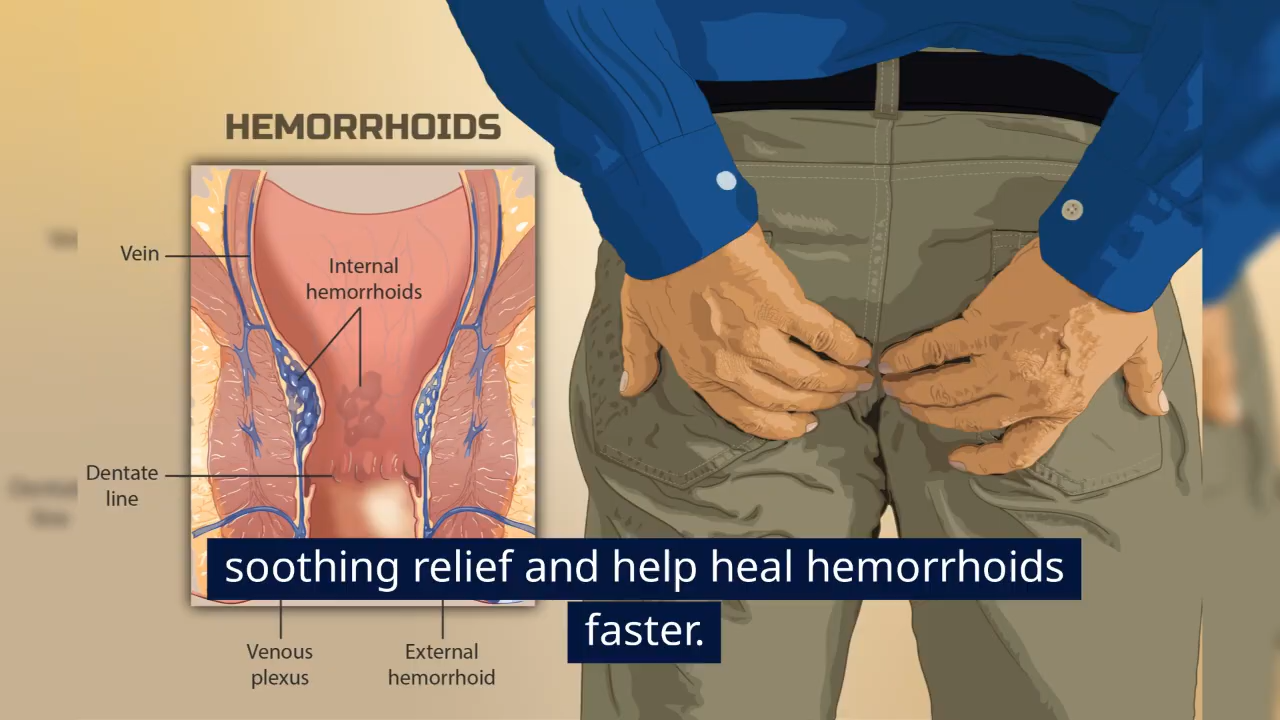 HEMORRHOIDS
Vein
Internal
hemorrhoids
Dentate
line
soothing relief and help heal hemorrhoids
faster.
Venous
plexus
External
hemorrhoid